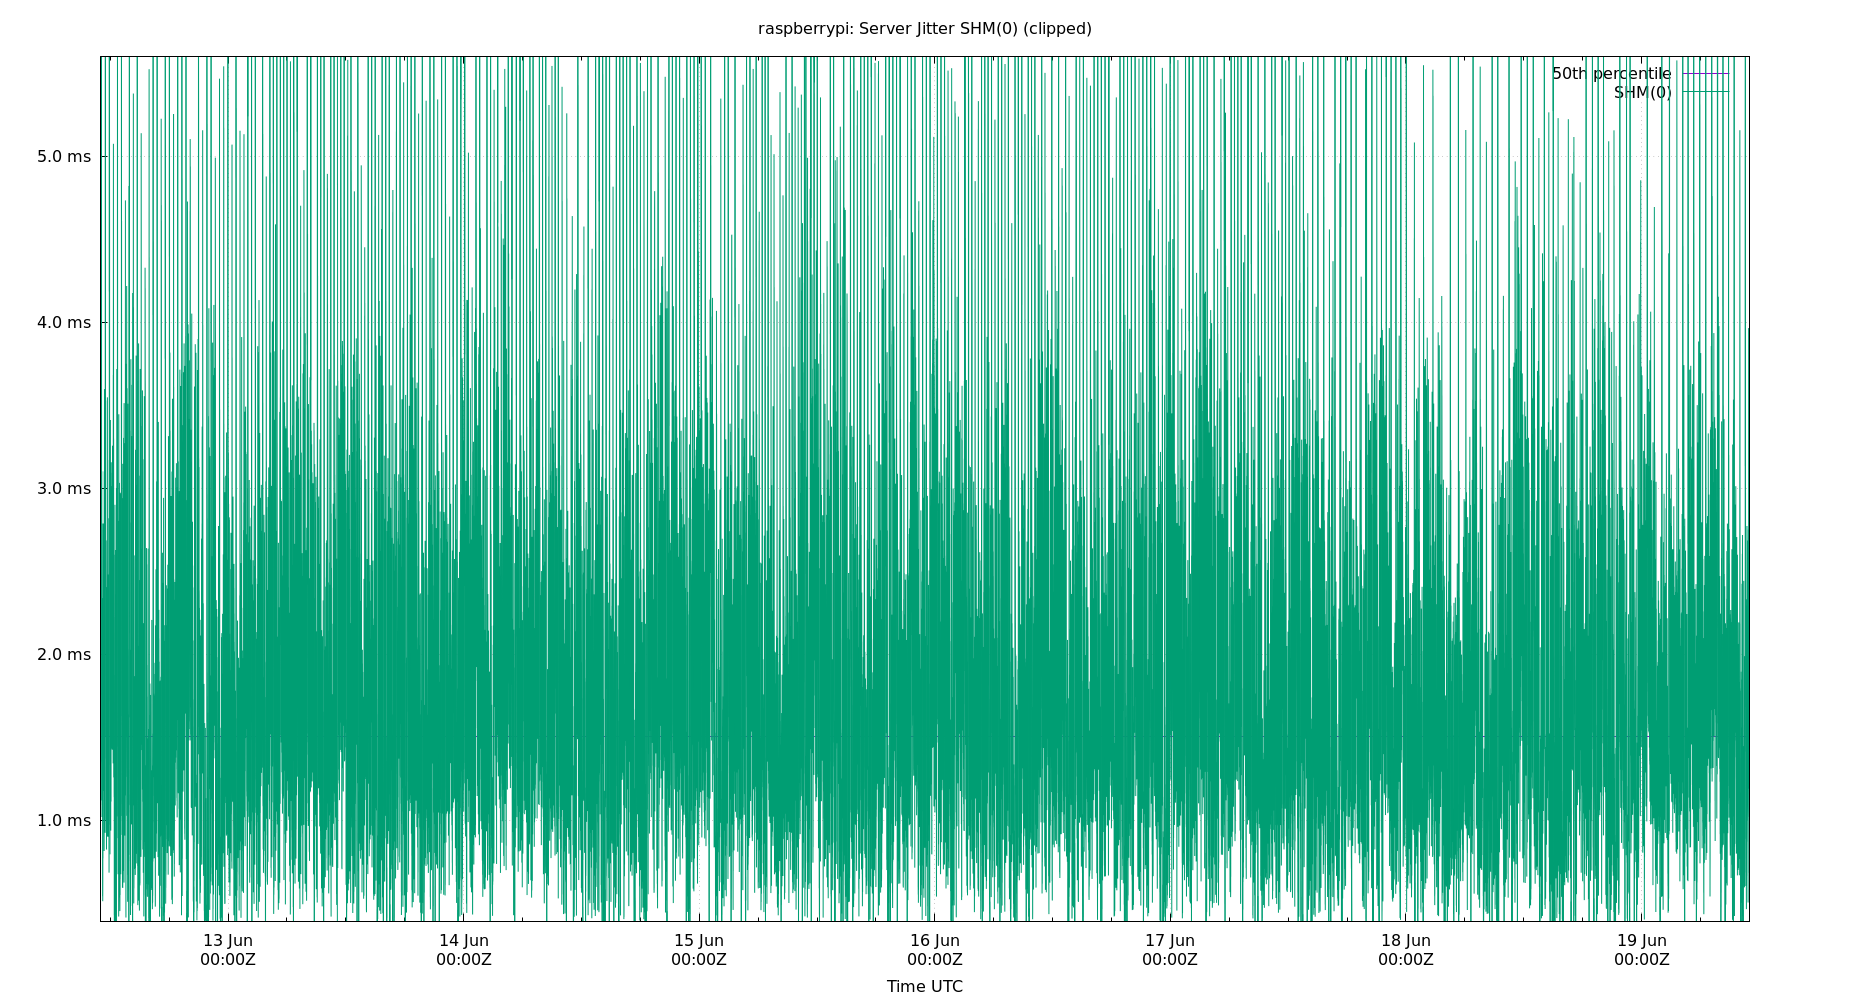 raspberrypi: Server Jitter SHM(0) (clipped)
50th percentile
SHM(0)
5.0 ms
4.0 ms
3.0 ms
2.0 ms
1.0 ms
13 Jun 14 Jun 15 Jun 16 Jun 17 Jun 18 Jun 19 Jun
00:00Z 00:00Z 00:00Z 00:00Z 00:00Z 00:00Z 00:00Z
Time UTC